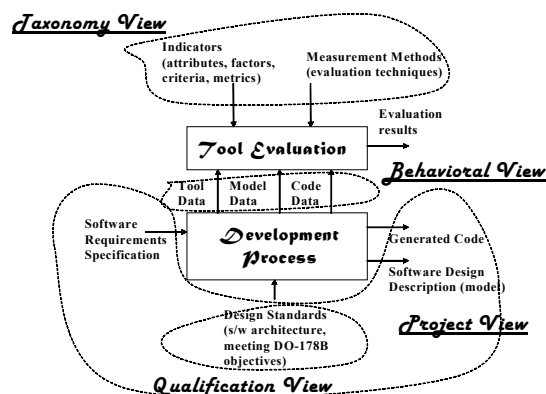 Taxonomy View
Indicators
(attributes, factors,
criteria, metrics)
Measurement Methods
(evaluation techniques)
Evaluation
results
Tool Evaluation
Behavioral View
Tool
Data
Model
Data
Code
Data
Software
Requirements
Specification
Development
Process
Generated Code
Software Design
Description (model)
Design Standards
(s/w architecture,
meeting DO-178B
objectives)
Project View
Qualification View